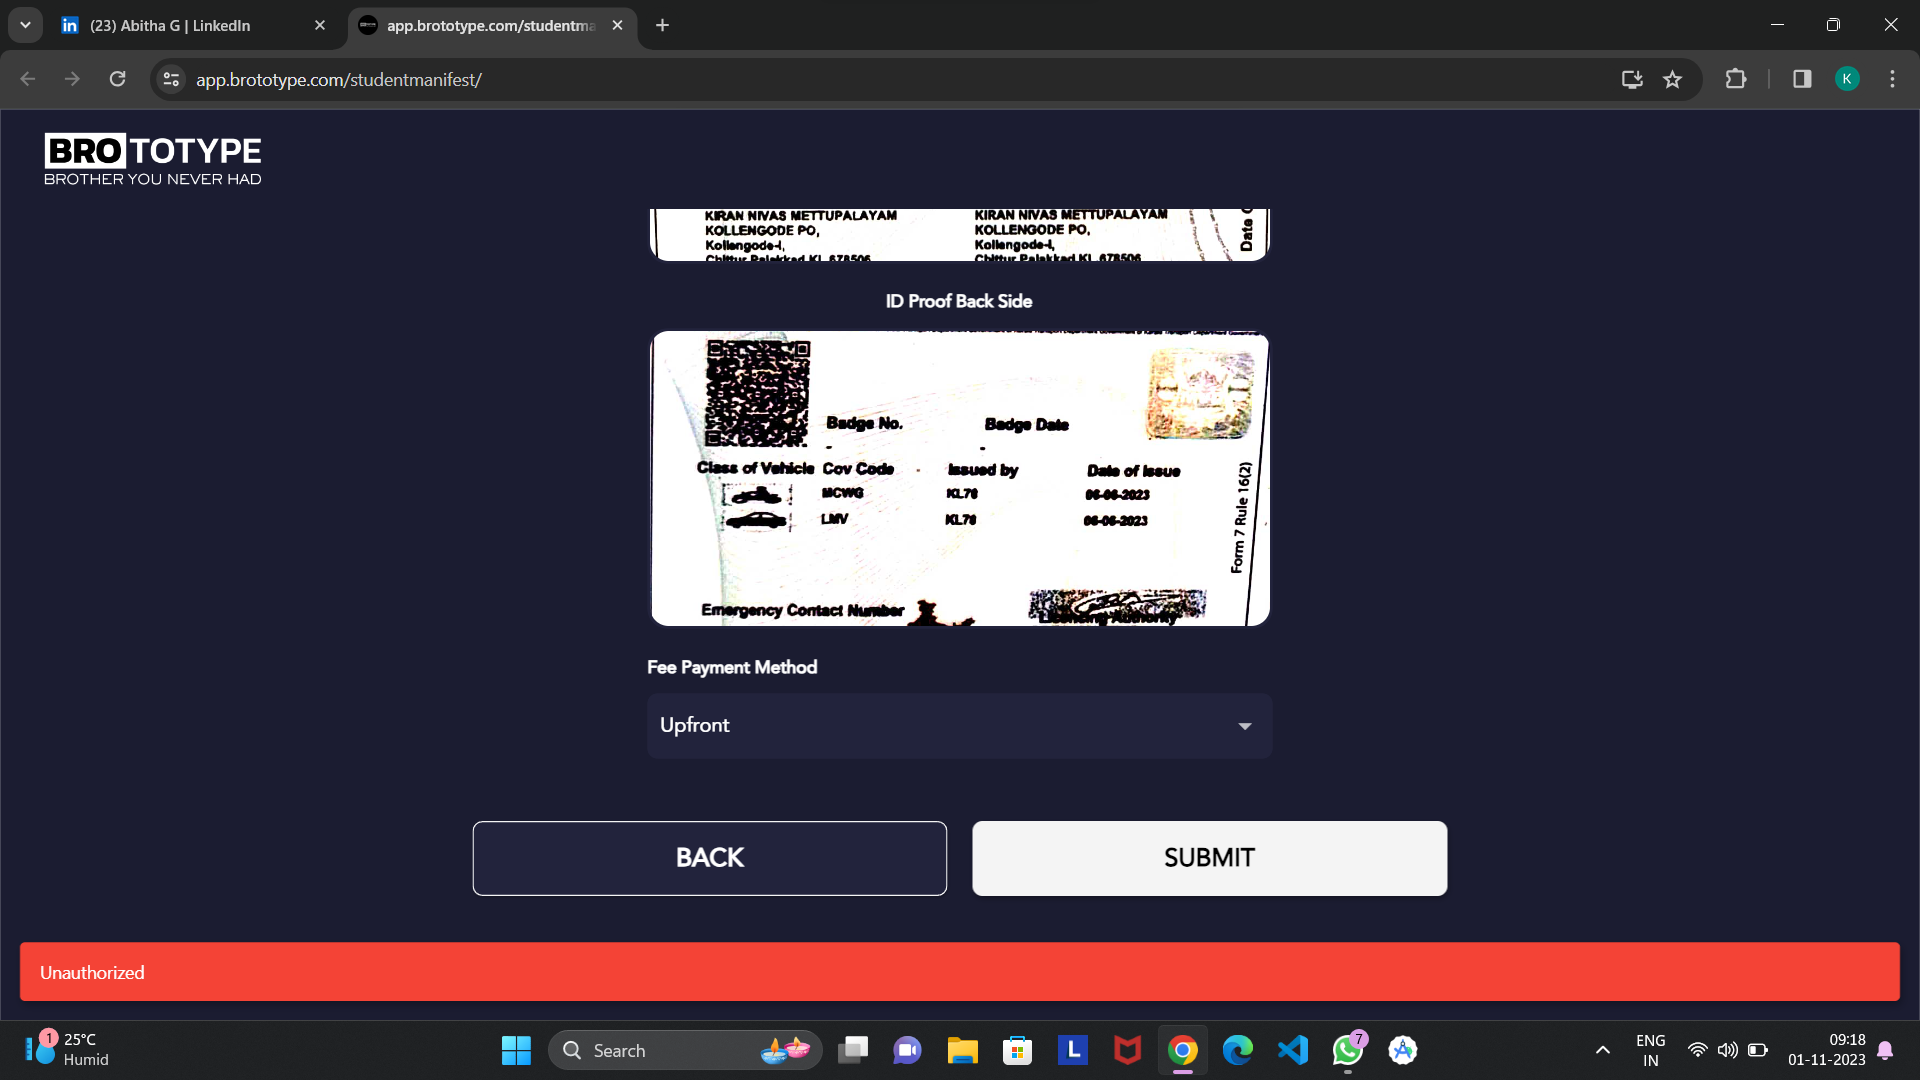 (23) Abitha G | LinkedIn
app.brototype.com/studentma
app.brototype.com/studentmanifest/
K
BROTOTYPE
BROTHER YOU NEVER HAD
KIRAN NIVAS METTUPALAYAM
KOLLENGODE PO,
Kollengode-I,
Chittur Palakkad KL 678506
KIRAN NIVAS METTUPALAYAM
KOLLENGODE PO,
Kollengode-I,
Chittur Palakkad KL 678506
Date
ID Proof Back Side
Badge No.
Badge Date
-
-
Class of Vehicle Cov Code Issued by Date of Issue
MCWG KL70 06-06-2023
LMV KL70 06-06-2023
Form 7 Rule 16(2)
Emergency Contact Number
Licencing Authority
Fee Payment Method
Upfront
BACK
SUBMIT
Unauthorized
1
25°C
Humid
Search
L
7
ENG
IN
09:18
01-11-2023